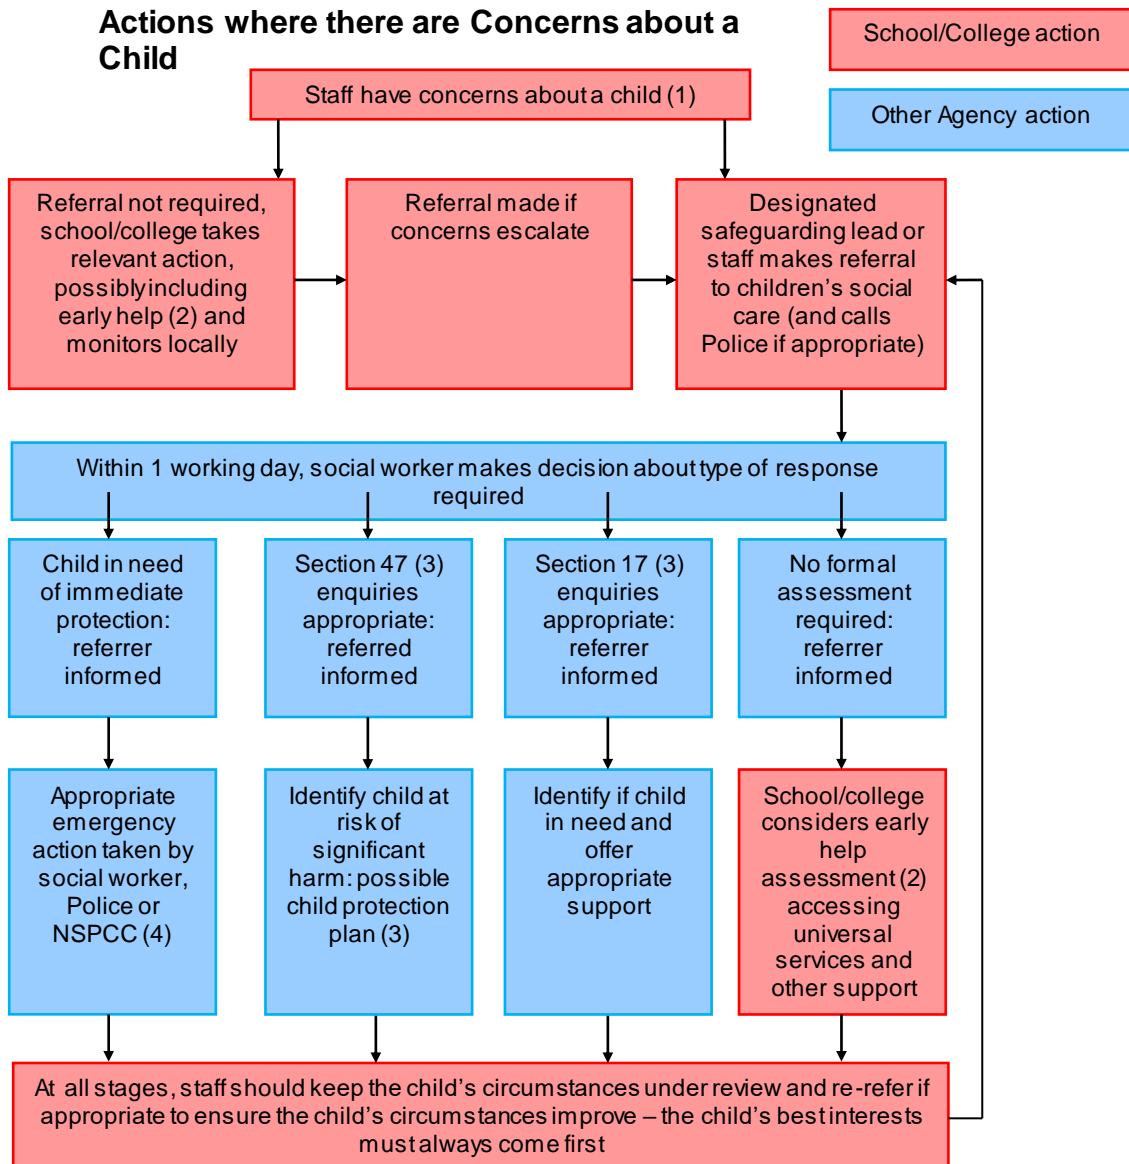 Actions where there are Concerns about a
Child
School/College action
Other Agency action
Staff have concerns about a child (1)
Referral not required,
school/college takes
relevant action,
possibly including
early help (2) and
monitors locally
Referral made if
concerns escalate
Designated
safeguarding lead or
staff makes referral
to children’s social
care (and calls
Police if appropriate)
Within 1 working day, social worker makes decision about type of response
required
Child in need
of immediate
protection:
referrer
informed
Section 47 (3)
enquiries
appropriate:
referred
informed
Section 17 (3)
enquiries
appropriate:
referrer
informed
No formal
assessment
required:
referrer
informed
Appropriate
emergency
action taken by
social worker,
Police or
NSPCC (4)
Identify child at
risk of
significant
harm: possible
child protection
plan (3)
Identify if child
in need and
offer
appropriate
support
School/college
considers early
help
assessment (2)
accessing
universal
services and
other support
At all stages, staff should keep the child’s circumstances under review and re-refer if
appropriate to ensure the child’s circumstances improve – the child’s best interests
must always come first